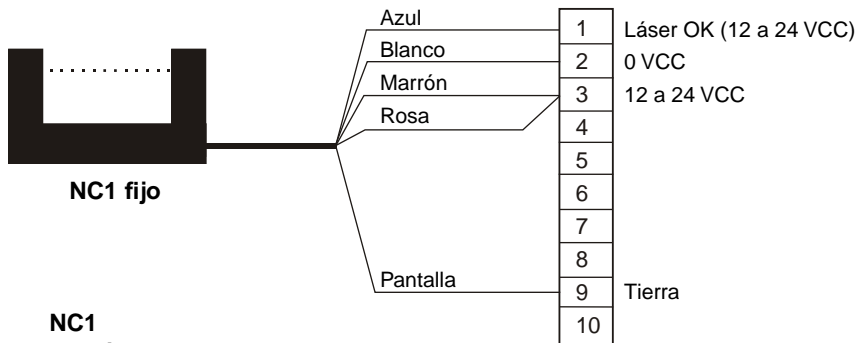 Azul
1 Láser OK (12 a 24 VCC)
Blanco
2 0 VCC
Marrón
3 12 a 24 VCC
Rosa
4
5
NC1 fijo
6
7
8
Pantalla
9 Tierra
NC1
10